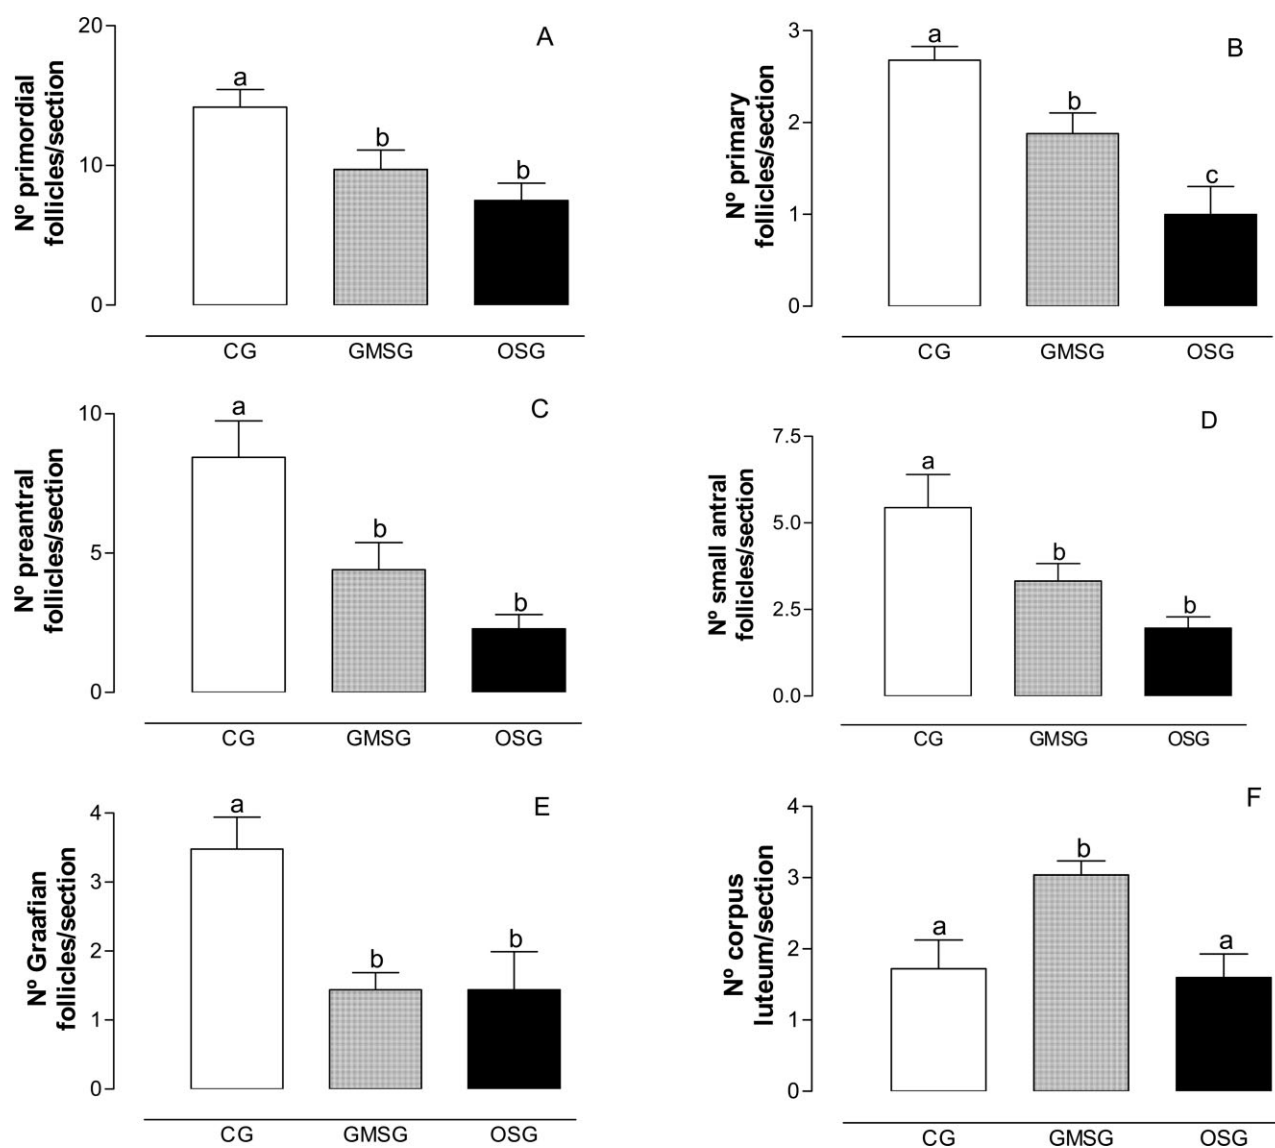 20
10
0
Nº primordial
follicles/section
A
a
b
b
CG GMSG OSG
3
2
1
0
Nº primary
follicles/section
B
a
b
c
CG GMSG OSG
10
5
0
Nº preantral
follicles/section
C
a
b
b
CG GMSG OSG
7.5
5.0
2.5
0.0
Nº small antral
follicles/section
D
a
b
b
CG GMSG OSG
4
3
2
1
0
Nº Graafian
follicles/section
E
a
b
b
CG GMSG OSG
4
3
2
1
0
Nº corpus
luteum/section
F
a
b
a
CG GMSG OSG